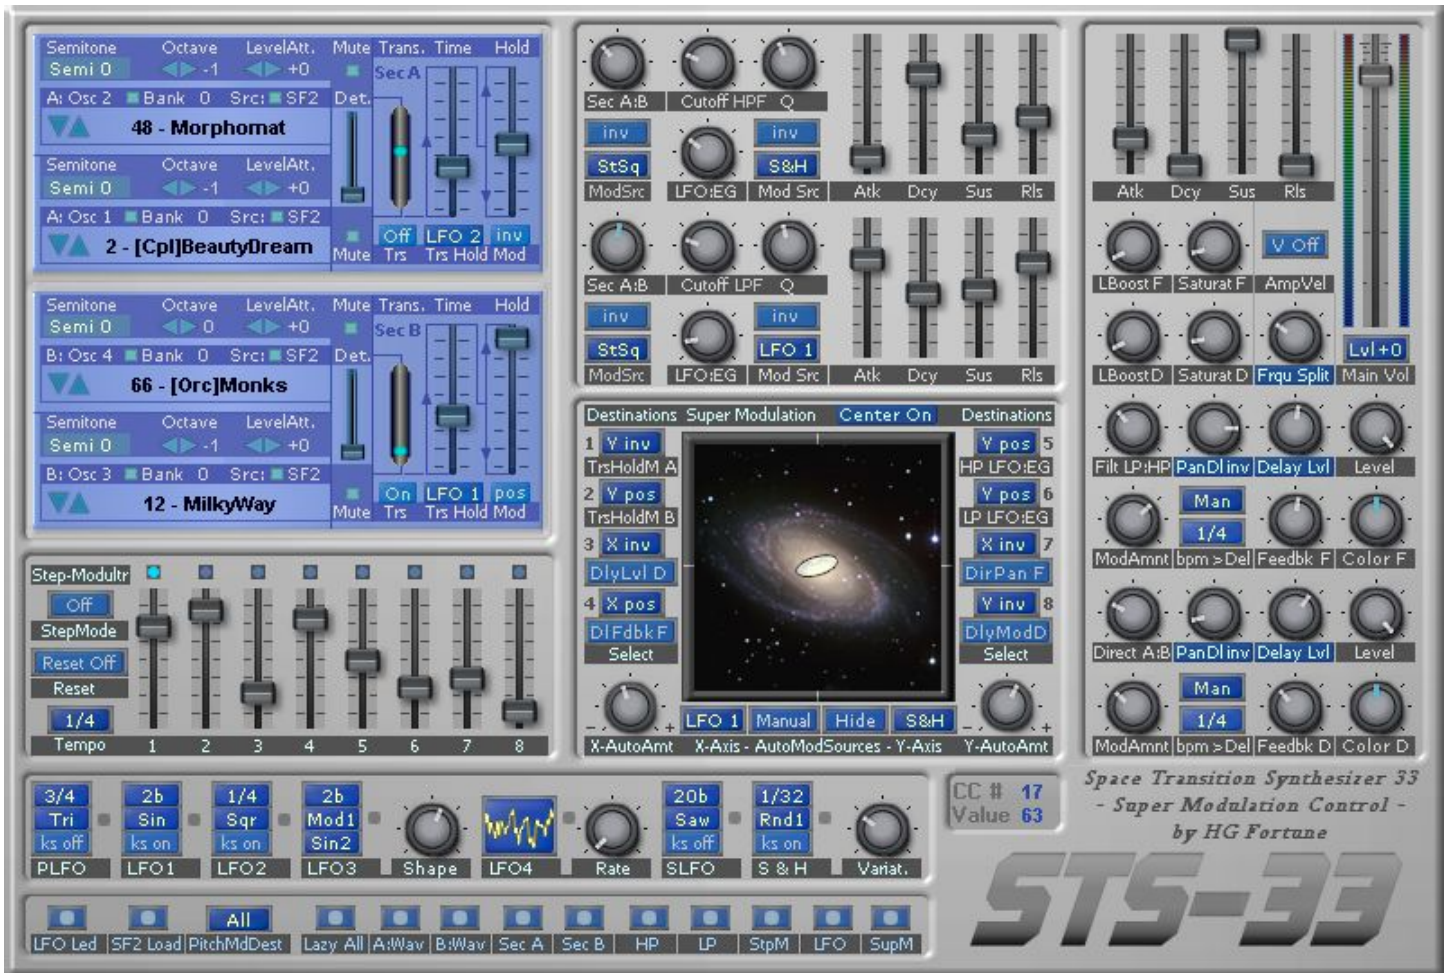 Semitone Octave LevelAtt. Mute Trans. Time Hold
Semi 0 -1 +0 Sec A
A: Osc 2 Bank 0 Src: SF2 Det.
48 - Morphomat
Semitone Octave LevelAtt.
Semi 0 -1 +0
A: Osc 1 Bank 0 Src: SF2 Off LFO 2 inv
2 - [Cpl]BeautyDream Mute Trs Trs Hold Mod
Semitone Octave LevelAtt. Mute Trans. Time Hold
Semi 0 0 +0 Sec B
B: Osc 4 Bank 0 Src: SF2 Det.
66 - [Orc]Monks
Semitone Octave LevelAtt.
Semi 0 -1 +0
B: Osc 3 Bank 0 Src: SF2 On LFO 1 pos
12 - MilkyWay Mute Trs Trs Hold Mod
Step-Modultr
Off
StepMode
Reset Off
Reset
1/4
Tempo 1 2 3 4 5 6 7 8
Sec A:B Cutoff HPF Q
inv inv
StSq S&H
ModSrc LFO:EG Mod Src Atk Dcy Sus Rls
Sec A:B Cutoff LPF Q
inv inv
StSq LFO 1
ModSrc LFO:EG Mod Src Atk Dcy Sus Rls
Destinations Super Modulation Center On Destinations
1 Y inv Y pos 5
TrsHoldM A HP LFO:EG
2 Y pos Y pos 6
TrsHoldM B LP LFO:EG
3 X inv X inv 7
DlyLvl D DirPan F
4 X pos Y inv 8
DlFdbkF DlyModD
Select Select
- + LFO 1 Manual Hide S&H - +
X-AutoAmt X-Axis - AutoModSources - Y-Axis Y-AutoAmt
Atk Dcy Sus Rls
V Off
LBoost F Saturat F AmpVel
Lvl+0
LBoostD Saturat D Frqu Split Main Vol
Filt LP:HP PanDlinv Delay Lvl Level
Man
1/4
ModAmnt bpm >Del Feedbk F Color F
Direct A:B PanDlinv Delay Lvl Level
Man
1/4
ModAmnt bpm >Del Feedbk D Color D
3/4 2b 1/4 2b 20b 1/32
Tri Sin Sqr Mod1 Saw Rnd1
ks off ks on ks on Sin2 ks off ks on
PLFO LFO1 LFO2 LFO3 Shape LFO4 Rate SLFO S & H Variat.
CC # 17
Value 63
Space Transition Synthesizer 33
- Super Modulation Control -
by HG Fortune
STS-33
All
LFO Led SF2 Load PitchMdDest Lazy All A:Wav B:Wav Sec A Sec B HP LP StpM LFO SupM